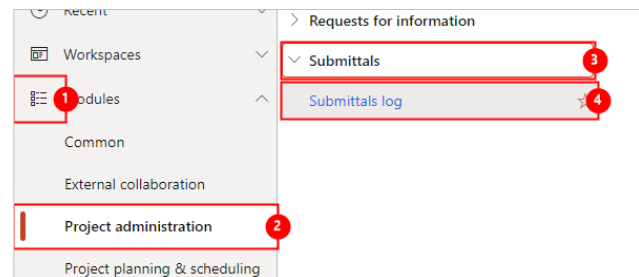 Recent
Workspaces
1 odules
Common
External collaboration
Project administration 2
Project planning & scheduling
Requests for information
Submittals 3
Submittals log 4